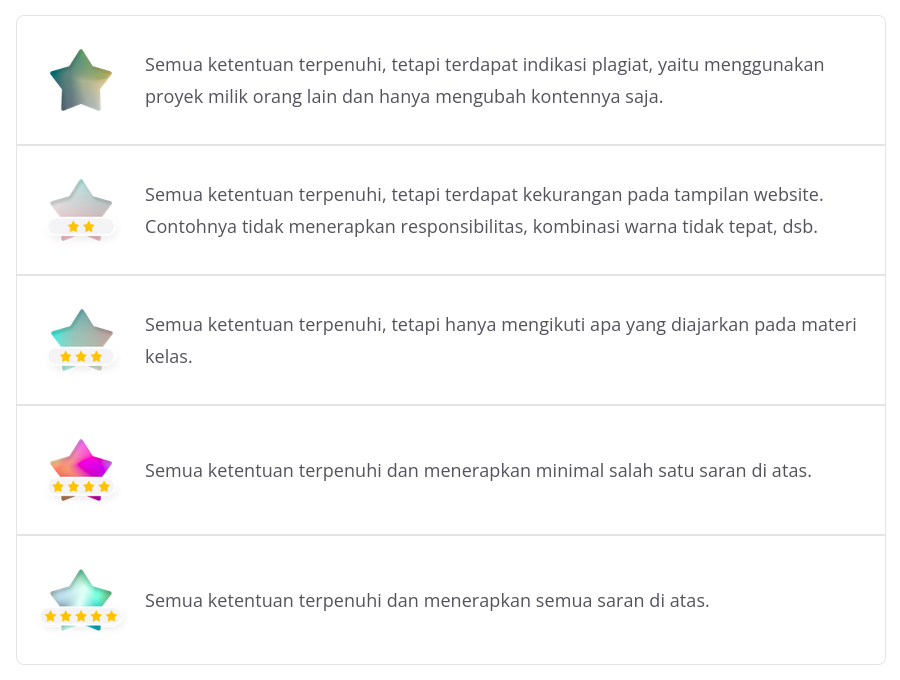 Semua ketentuan terpenuhi, tetapi terdapat indikasi plagiat, yaitu menggunakan
proyek milik orang lain dan hanya mengubah kontennya saja.
Semua ketentuan terpenuhi, tetapi terdapat kekurangan pada tampilan website.
Contohnya tidak menerapkan responsibilitas, kombinasi warna tidak tepat, dsb.
Semua ketentuan terpenuhi, tetapi hanya mengikuti apa yang diajarkan pada materi
kelas.
Semua ketentuan terpenuhi dan menerapkan minimal salah satu saran di atas.
Semua ketentuan terpenuhi dan menerapkan semua saran di atas.